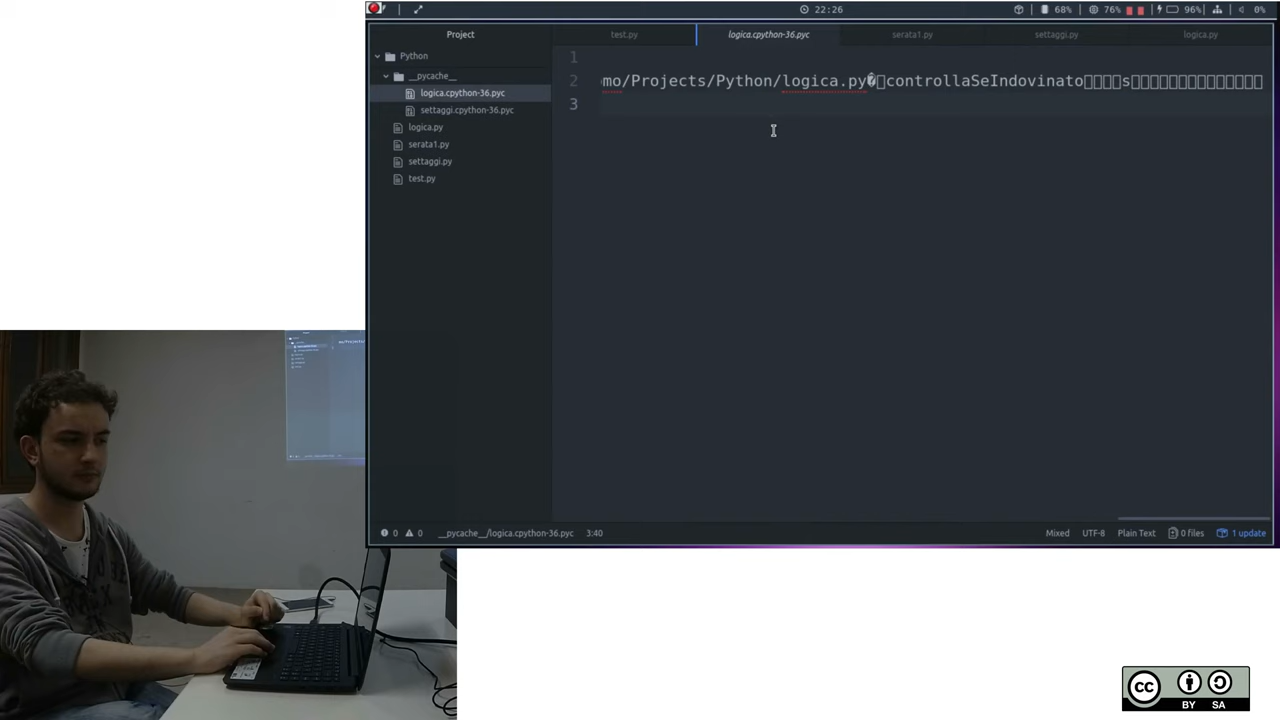 22:26
68%
76%
96%
0%
Project
test.py
logica.cpython-36.pyc
serata1.py
settaggi.py
logica.py
Python
__pycache__
logica.cpython-36.pyc
settaggi.cpython-36.pyc
logica.py
serata1.py
settaggi.py
test.py
1
2
mo/Projects/Python/logica.py�▯controllaSeIndovinato▯▯▯▯s▯▯▯▯▯▯▯▯▯▯▯▯▯▯
3
0
0
__pycache__/logica.cpython-36.pyc
3:40
Mixed
UTF-8
Plain Text
0 files
1 update
cc
BY SA